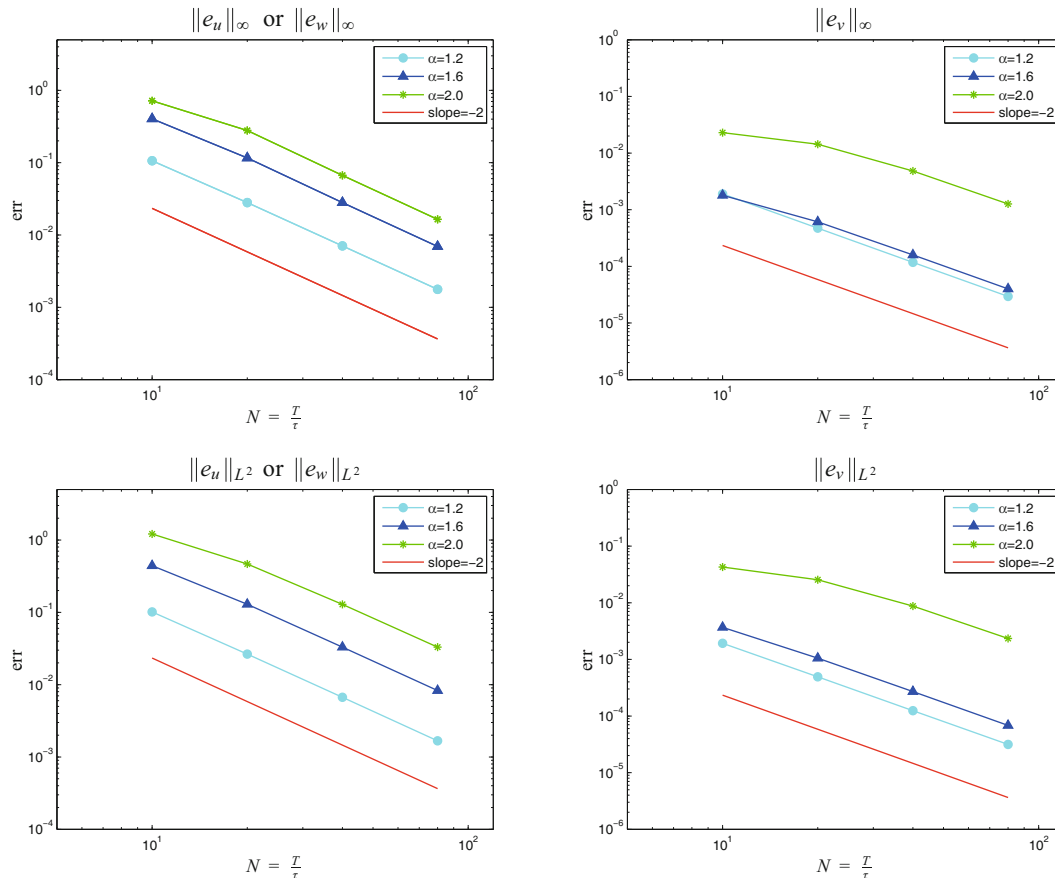 ||e_u||_∞ or ||e_w||_∞
10^0
10^{-1}
10^{-2}
10^{-3}
10^{-4}
err
α=1.2
α=1.6
α=2.0
slope=−2
10^1
10^2
N = T/τ
||e_v||_∞
10^0
10^{-1}
10^{-2}
10^{-3}
10^{-4}
10^{-5}
10^{-6}
err
α=1.2
α=1.6
α=2.0
slope=−2
10^1
10^2
N = T/τ
||e_u||_{L^2} or ||e_w||_{L^2}
10^0
10^{-1}
10^{-2}
10^{-3}
10^{-4}
err
α=1.2
α=1.6
α=2.0
slope=−2
10^1
10^2
N = T/τ
||e_v||_{L^2}
10^0
10^{-1}
10^{-2}
10^{-3}
10^{-4}
10^{-5}
10^{-6}
err
α=1.2
α=1.6
α=2.0
slope=−2
10^1
10^2
N = T/τ